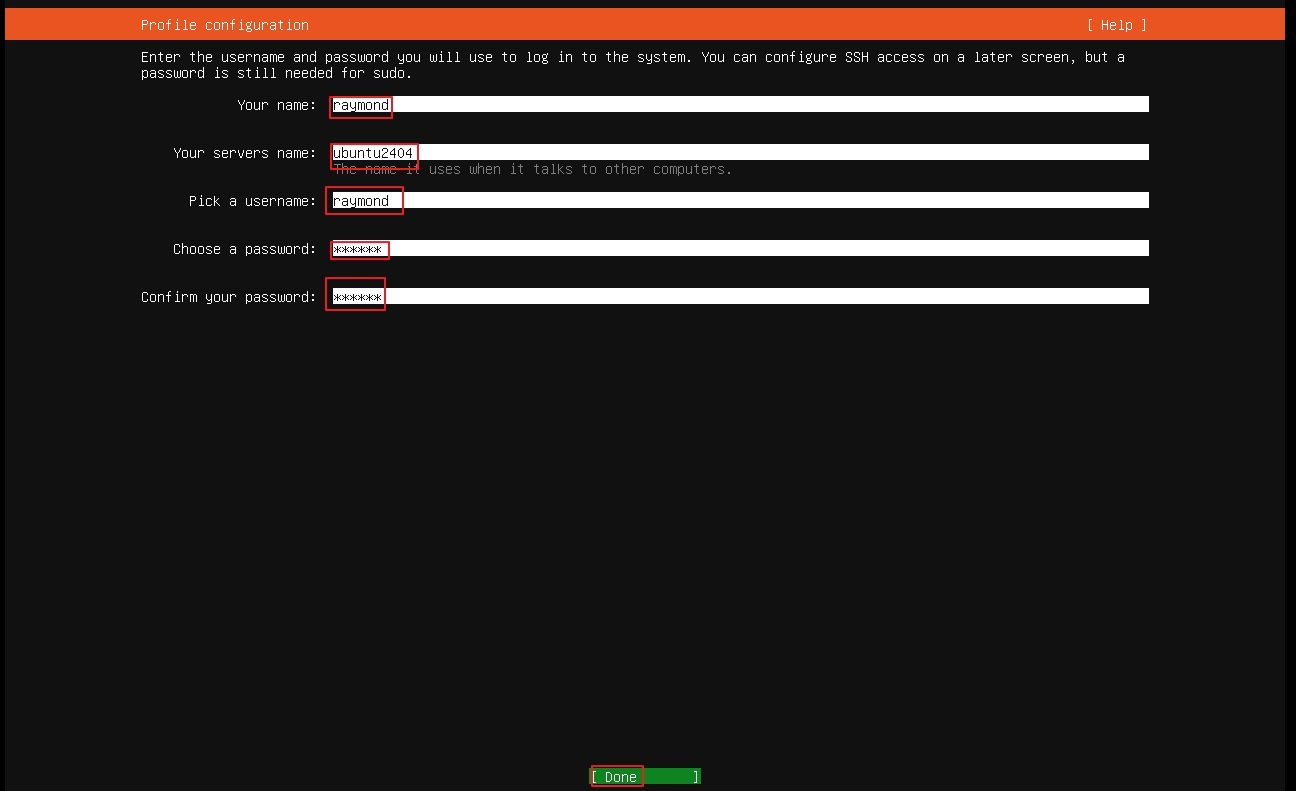 Profile configuration [ Help ]
Enter the username and password you will use to log in to the system. You can configure SSH access on a later screen, but a
password is still needed for sudo.
Your name: raymond
Your servers name: ubuntu2404
The name it uses when it talks to other computers.
Pick a username: raymond
Choose a password: ******
Confirm your password: ******
[ Done ]